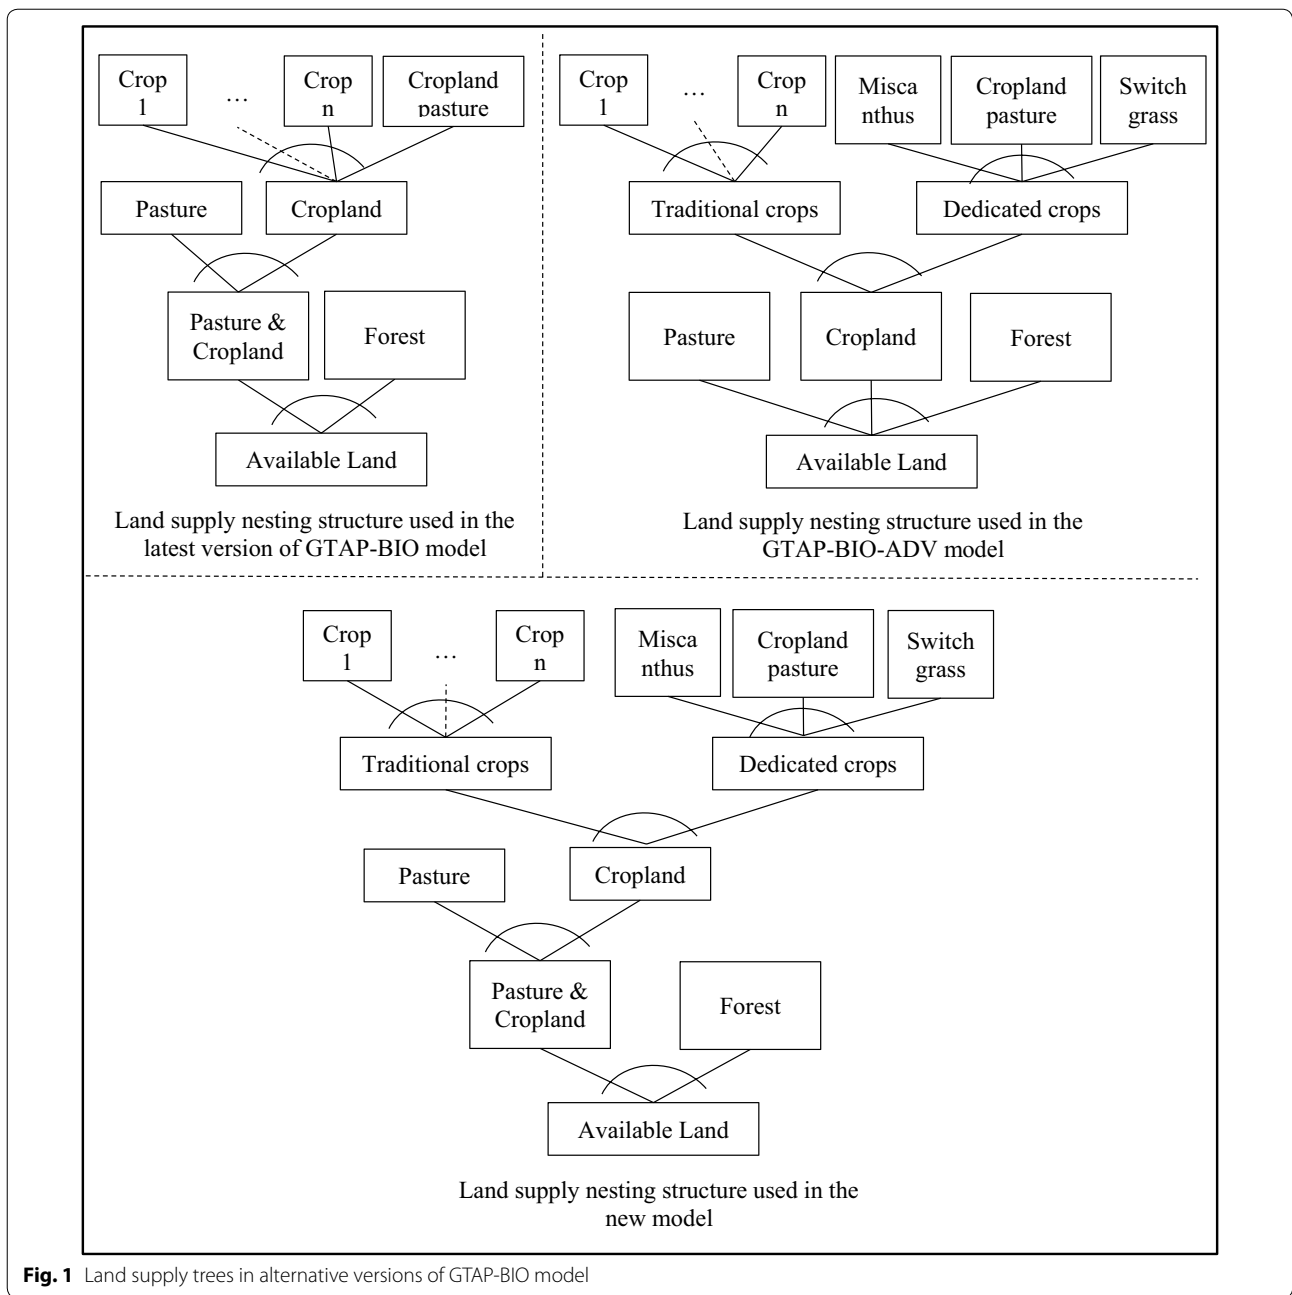 Crop
1
…
Crop
n
Cropland
pasture
Pasture
Cropland
Pasture &
Cropland
Forest
Available Land
Land supply nesting structure used in the
latest version of GTAP-BIO model
Crop
1
…
Crop
n
Misca
nthus
Cropland
pasture
Switch
grass
Traditional crops
Dedicated crops
Pasture
Cropland
Forest
Available Land
Land supply nesting structure used in the
GTAP-BIO-ADV model
Crop
1
…
Crop
n
Misca
nthus
Cropland
pasture
Switch
grass
Traditional crops
Dedicated crops
Pasture
Cropland
Pasture &
Cropland
Forest
Available Land
Land supply nesting structure used in the
new model
Fig. 1 Land supply trees in alternative versions of GTAP-BIO model